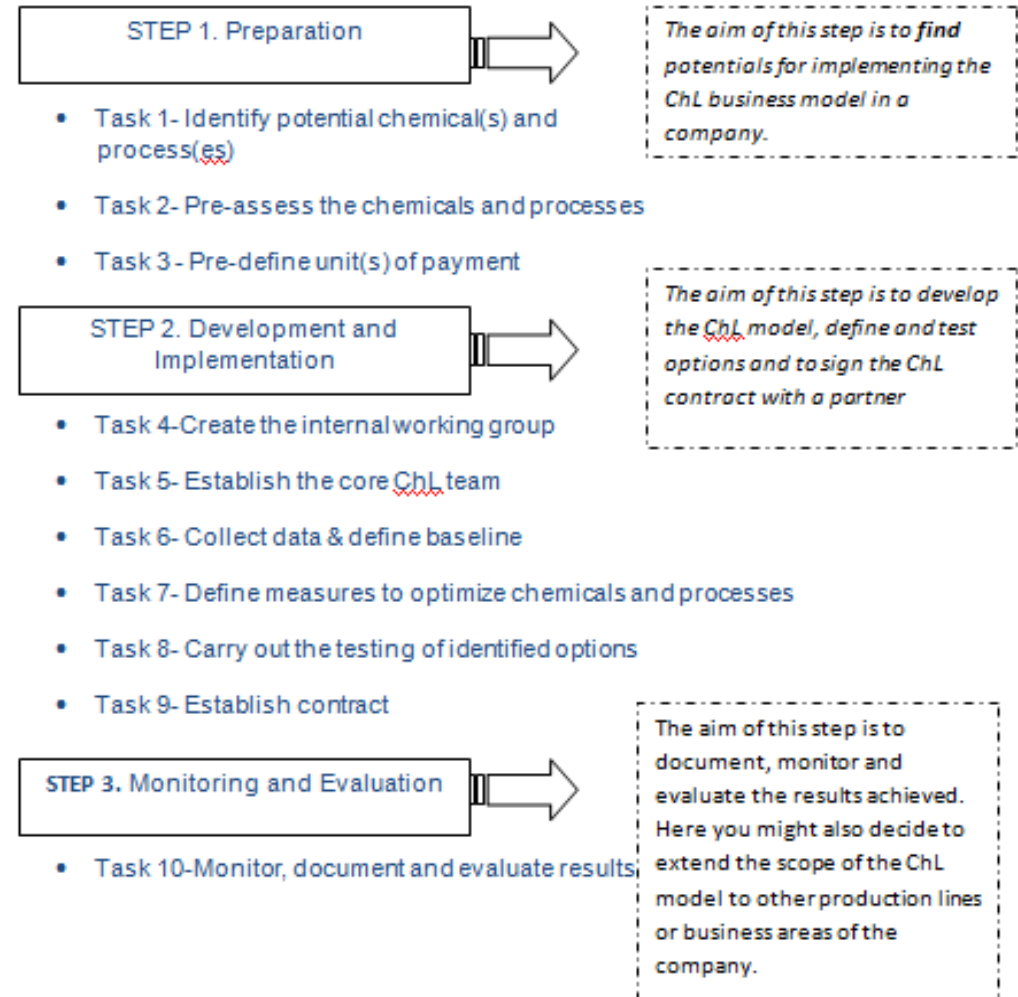 STEP 1. Preparation
The aim of this step is to find
potentials for implementing the
ChL business model in a
company.
• Task 1- Identify potential chemical(s) and
process(es)
• Task 2- Pre-assess the chemicals and processes
• Task 3 - Pre-define unit(s) of payment
STEP 2. Development and
Implementation
The aim of this step is to develop
the ChL model, define and test
options and to sign the ChL
contract with a partner
• Task 4-Create the internal working group
• Task 5- Establish the core ChL team
• Task 6- Collect data & define baseline
• Task 7- Define measures to optimize chemicals and processes
• Task 8- Carry out the testing of identified options
• Task 9- Establish contract
STEP 3. Monitoring and Evaluation
The aim of this step is to
document, monitor and
evaluate the results achieved.
Here you might also decide to
extend the scope of the ChL
model to other production lines
or business areas of the
company.
• Task 10-Monitor, document and evaluate results